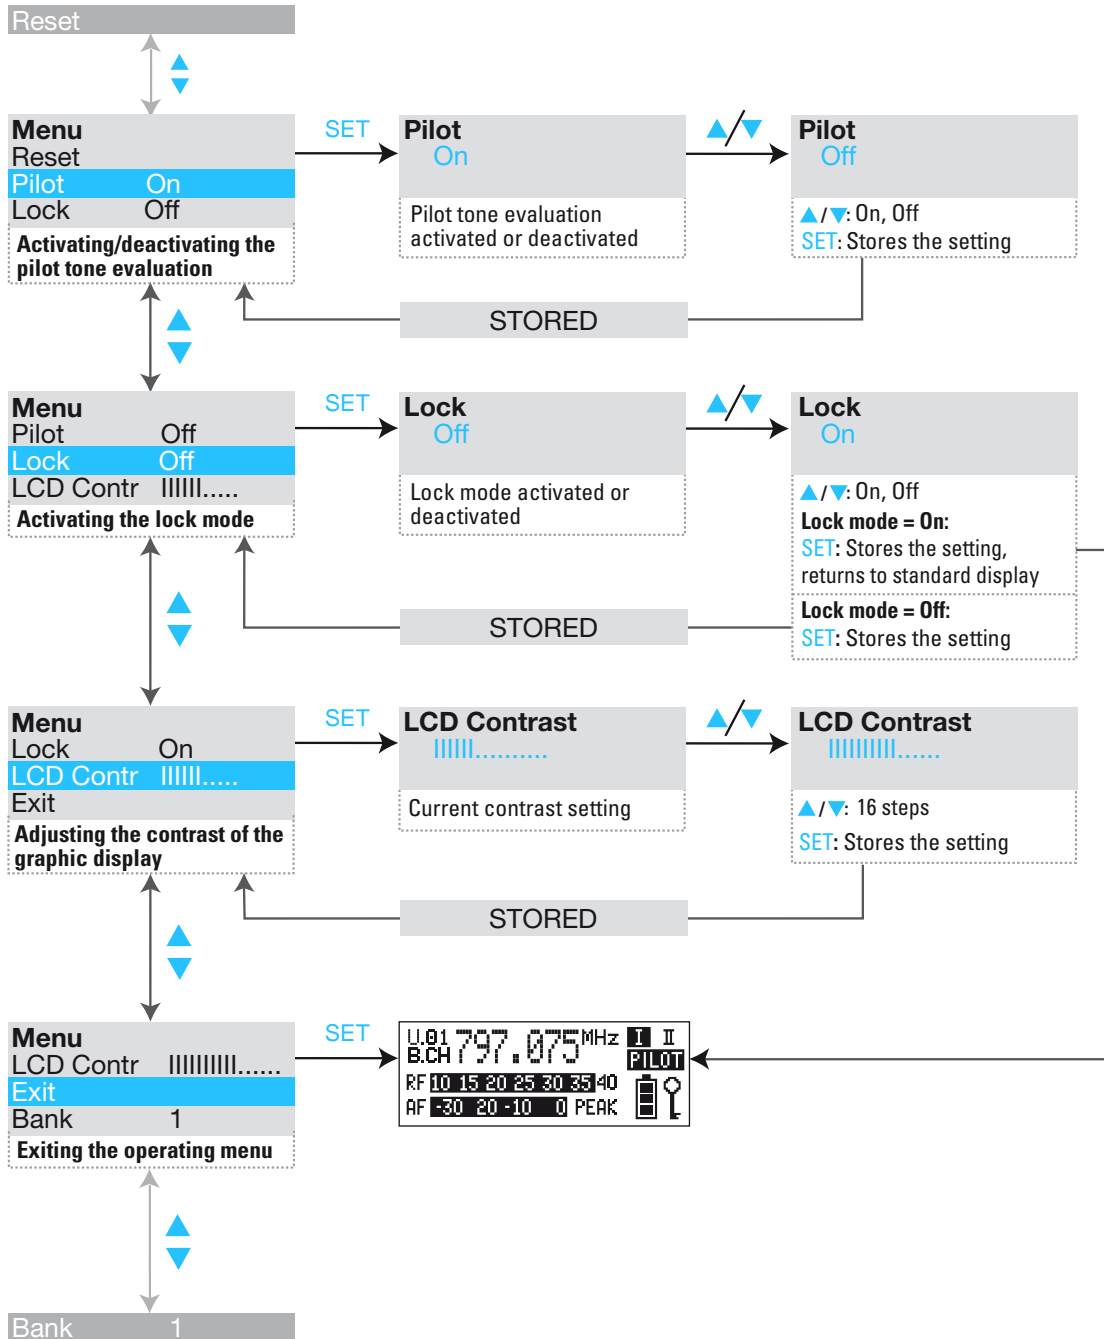 Reset
Menu
Reset
Pilot On
Lock Off
Activating/deactivating the
pilot tone evaluation
SET
Pilot
On
Pilot tone evaluation
activated or deactivated
▲/▼
Pilot
Off
▲/▼: On, Off
SET: Stores the setting
STORED
Menu
Pilot Off
Lock Off
LCD Contr IIIIII.....
Activating the lock mode
SET
Lock
Off
Lock mode activated or
deactivated
▲/▼
Lock
On
▲/▼: On, Off
Lock mode = On:
SET: Stores the setting,
returns to standard display
Lock mode = Off:
SET: Stores the setting
STORED
Menu
Lock On
LCD Contr IIIIII.....
Exit
Adjusting the contrast of the
graphic display
SET
LCD Contrast
IIIIII..........
Current contrast setting
▲/▼
LCD Contrast
IIIIIIIIII......
▲/▼: 16 steps
SET: Stores the setting
STORED
Menu
LCD Contr IIIIIIIIII......
Exit
Bank 1
Exiting the operating menu
SET
U.01 797.075 MHz I II
B.CH PILOT
RF 10 15 20 25 30 35 40
AF -30 20 -10 0 PEAK
Bank 1